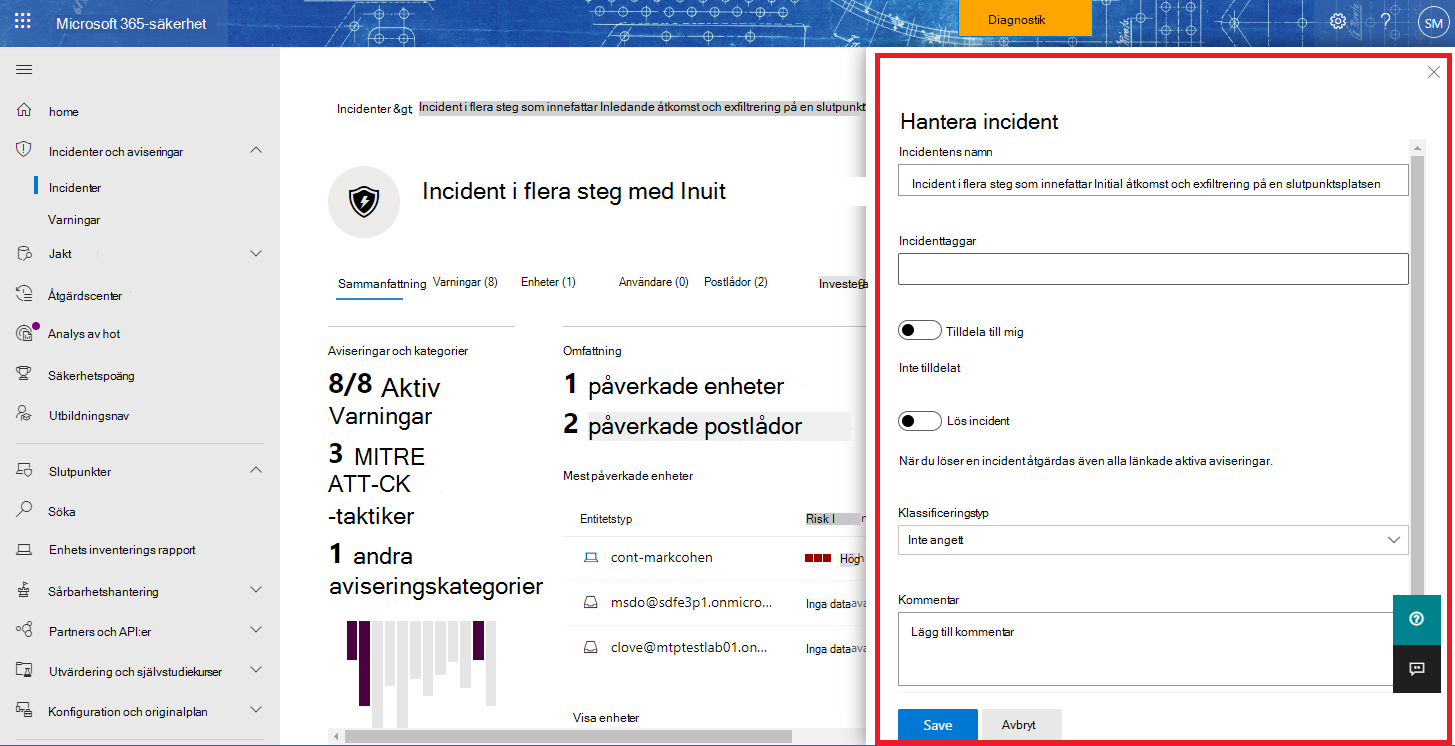 Microsoft 365-säkerhet
Diagnostik
?
SM
home
Incidenter och aviseringar
Incidenter
Varningar
Jakt
Åtgärdscenter
Analys av hot
Säkerhetspoäng
Utbildningsnav
Slutpunkter
Söka
Enhets inventerings rapport
Sårbarhetshantering
Partners och API:er
Utvärdering och självstudiekurser
Konfiguration och originalplan
Incidenter &gt; Incident i flera steg som innefattar Inledande åtkomst och exfiltrering på en slutpunkt
Incident i flera steg med Inuit
Sammanfattning Varningar (8) Enheter (1) Användare (0) Postlådor (2)
Aviseringar och kategorier
8/8 Aktiv
Varningar
3 MITRE
ATT-CK
-taktiker
1 andra
aviseringskategorier
Omfattning
1 påverkade enheter
2 påverkade postlådor
Mest påverkade enheter
Entitetstyp Risk l
cont-markcohen Hög
msdo@sdfe3p1.onmicro... Inga data
clove@mtptestlab01.on... Inga data
Visa enheter
Hantera incident
Incidentens namn
Incident i flera steg som innefattar Initial åtkomst och exfiltrering på en slutpunktsplatsen
Incidenttaggar
Tilldela till mig
Inte tilldelat
Lös incident
När du löser en incident åtgärdas även alla länkade aktiva aviseringar.
Klassificeringstyp
Inte angett
Kommentar
Lägg till kommentar
Save Avbryt